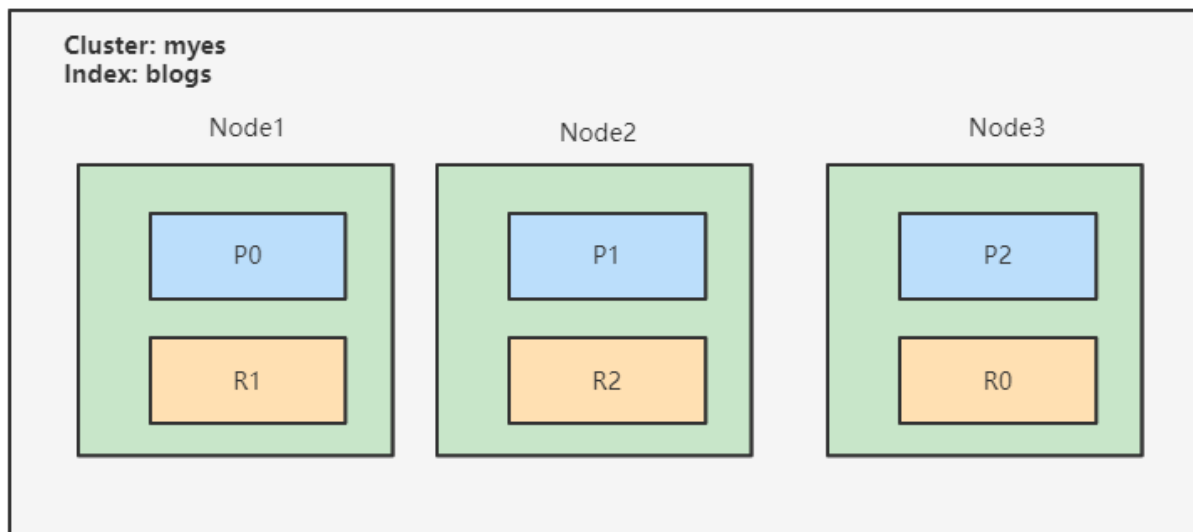 Cluster: myes
Index: blogs
Node1
Node2
Node3
P0
P1
P2
R1
R2
R0